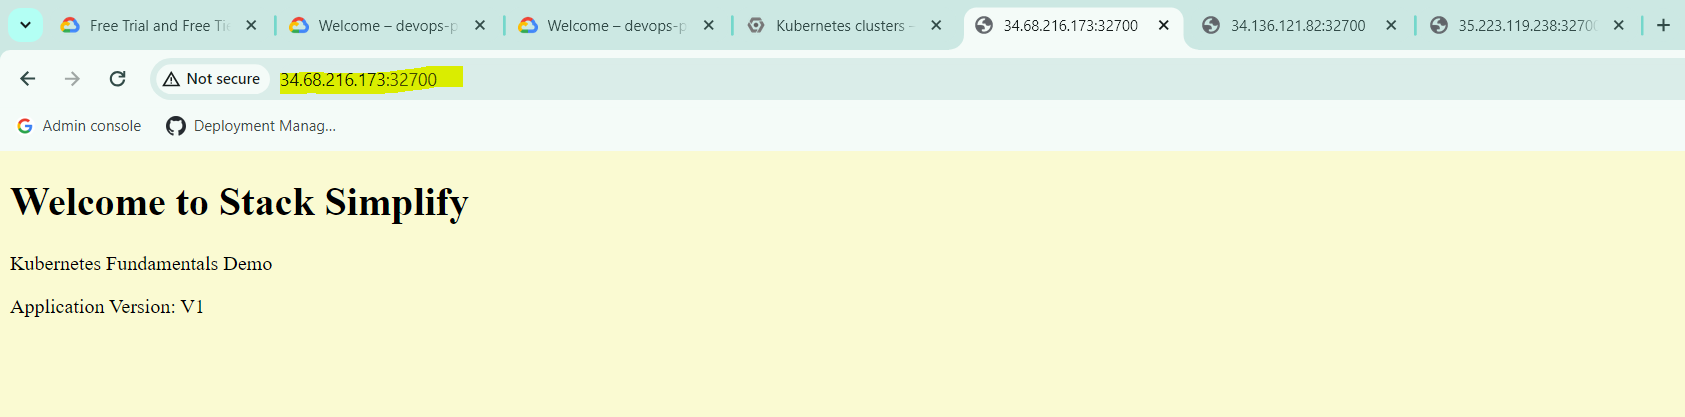 Free Trial and Free Tie
Welcome – devops-p
Welcome – devops-p
Kubernetes clusters –
34.68.216.173:32700
34.136.121.82:32700
35.223.119.238:32700
Not secure
34.68.216.173:32700
Admin console
Deployment Manag...
Welcome to Stack Simplify
Kubernetes Fundamentals Demo
Application Version: V1